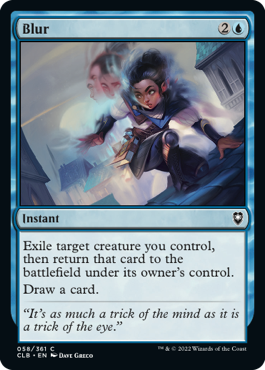 Blur 2
Instant
Exile target creature you control,
then return that card to the
battlefield under its owner's control.
Draw a card.
"It's as much a trick of the mind as it is
a trick of the eye."
058/361 C
CLB • EN DAVE GRECO
™ & © 2022 Wizards of the Coast